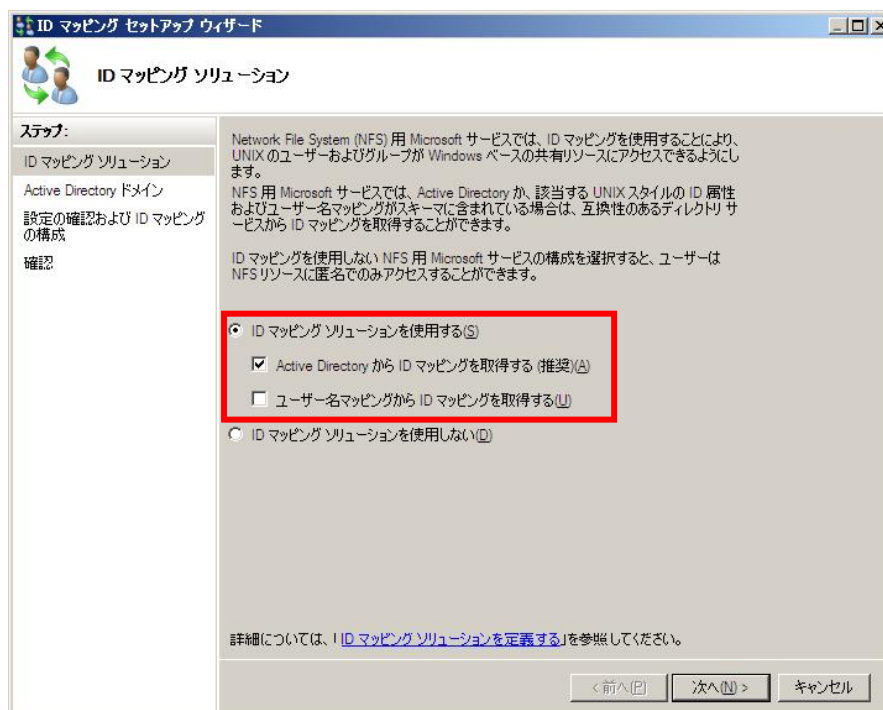 ID マッピング セットアップ ウィザード
ID マッピング ソリューション
ステップ:
ID マッピング ソリューション
Active Directory ドメイン
設定の確認および ID マッピング
の構成
確認
Network File System (NFS) 用 Microsoft サービスでは、ID マッピングを使用することにより、
UNIX のユーザーおよびグループが Windows ベースの共有リソースにアクセスできるようにし
ます。
NFS 用 Microsoft サービスでは、Active Directory か、該当する UNIX スタイルの ID 属性
およびユーザー名マッピングがスキーマに含まれている場合は、互換性のあるディレクトリ サ
ービスから ID マッピングを取得することができます。
ID マッピングを使用しない NFS 用 Microsoft サービスの構成を選択すると、ユーザーは
NFS リソースに匿名でのみアクセスすることができます。
ID マッピング ソリューションを使用する(S)
Active Directory から ID マッピングを取得する (推奨)(A)
ユーザー名マッピングから ID マッピングを取得する(U)
ID マッピング ソリューションを使用しない(D)
詳細については、「ID マッピング ソリューションを定義する」を参照してください。
< 前へ(P) 次へ(N) > キャンセル